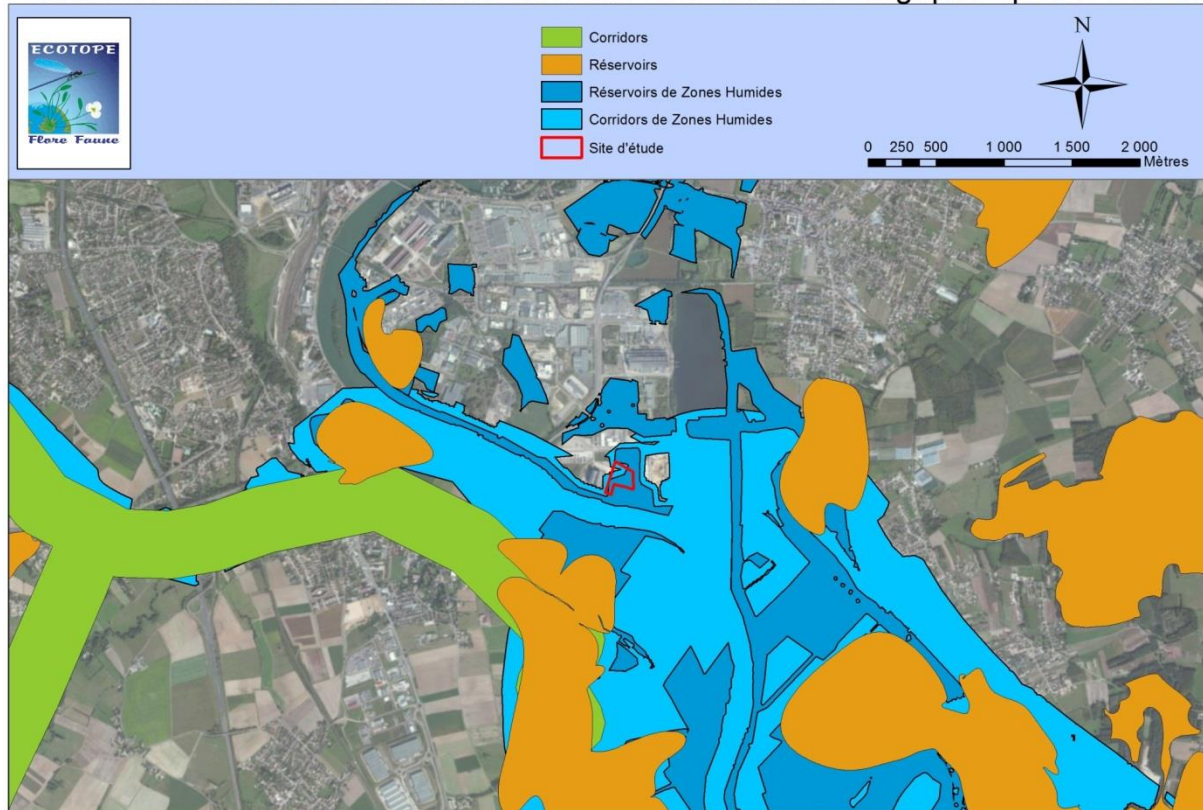 ECOTOPE
Flore Faune
Corridors
Réservoirs
Réservoirs de Zones Humides
Corridors de Zones Humides
Site d'étude
N
0 250 500 1 000 1 500 2 000
Mètres